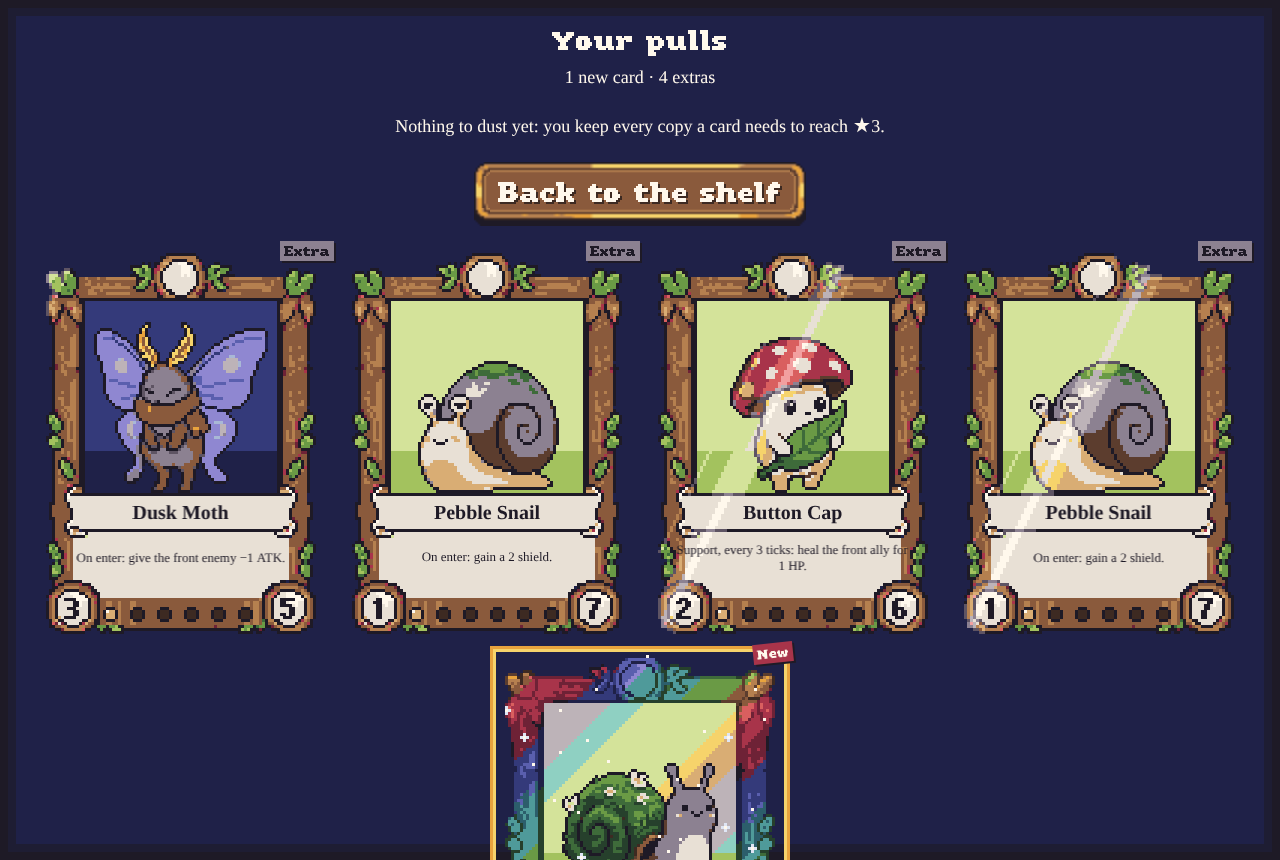 Your pulls
1 new card · 4 extras
Nothing to dust yet: you keep every copy a card needs to reach ★3.
Back to the shelf
Extra
Extra
Extra
Extra
Dusk Moth
Pebble Snail
Button Cap
Pebble Snail
On enter: give the front enemy −1 ATK.
On enter: gain a 2 shield.
Support, every 3 ticks: heal the front ally for
1 HP.
On enter: gain a 2 shield.
3
5
1
7
2
6
1
7
New